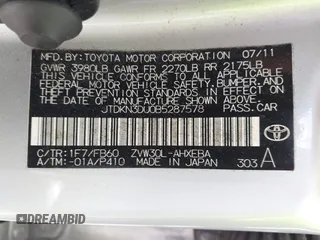 MFD.BY:TOYOTA MOTOR CORPORATION 07/11
GVWR 3980LB GAWR FR 2270LB RR 2175LB
THIS VEHICLE CONFORMS TO ALL APPLICABLE
FEDERAL MOTOR VEHICLE SAFETY, BUMPER, AND
THEFT PREVENTION STANDARDS IN EFFECT ON
THE DATE OF MANUFACTURE SHOWN ABOVE.
JTDKN3DU0B5287578 PASS.CAR
C/TR:1F7/FB60 ZVW30L-AHXEBA
A/TM:-01A/P410 MADE IN JAPAN 303 A
DREAMBID